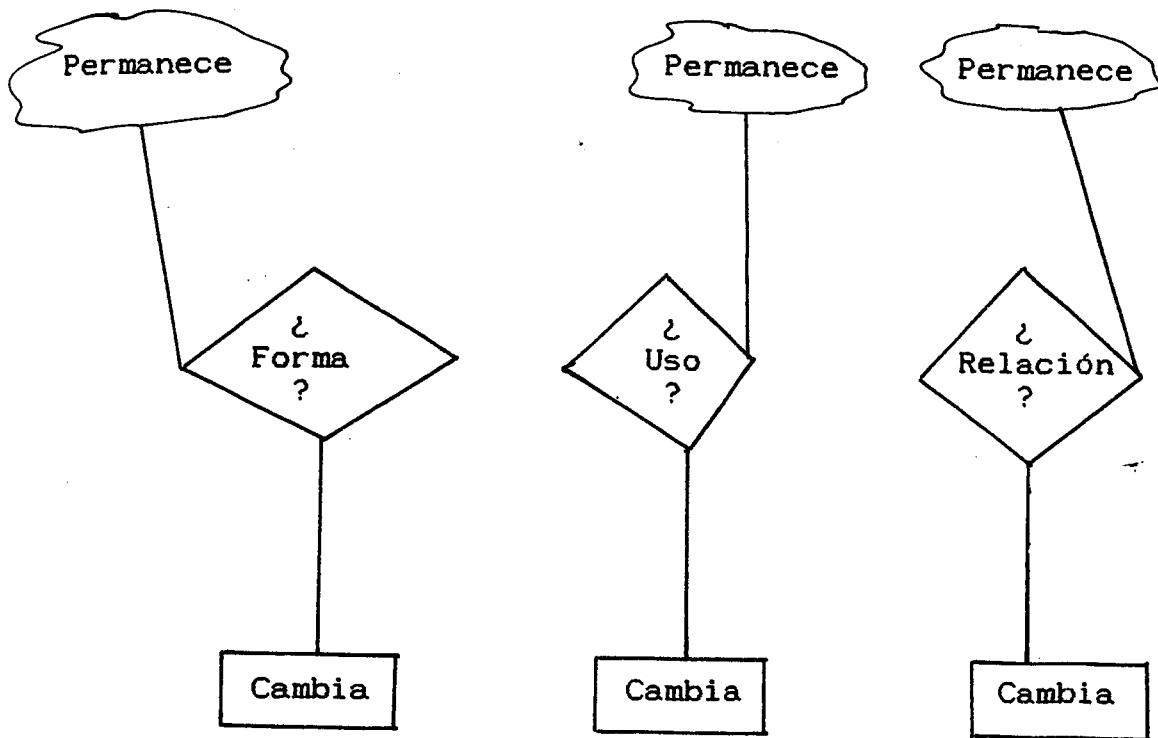 Permanece
Permanece
Permanece
¿
Forma
?
¿
Uso
?
¿
Relación
?
Cambia
Cambia
Cambia